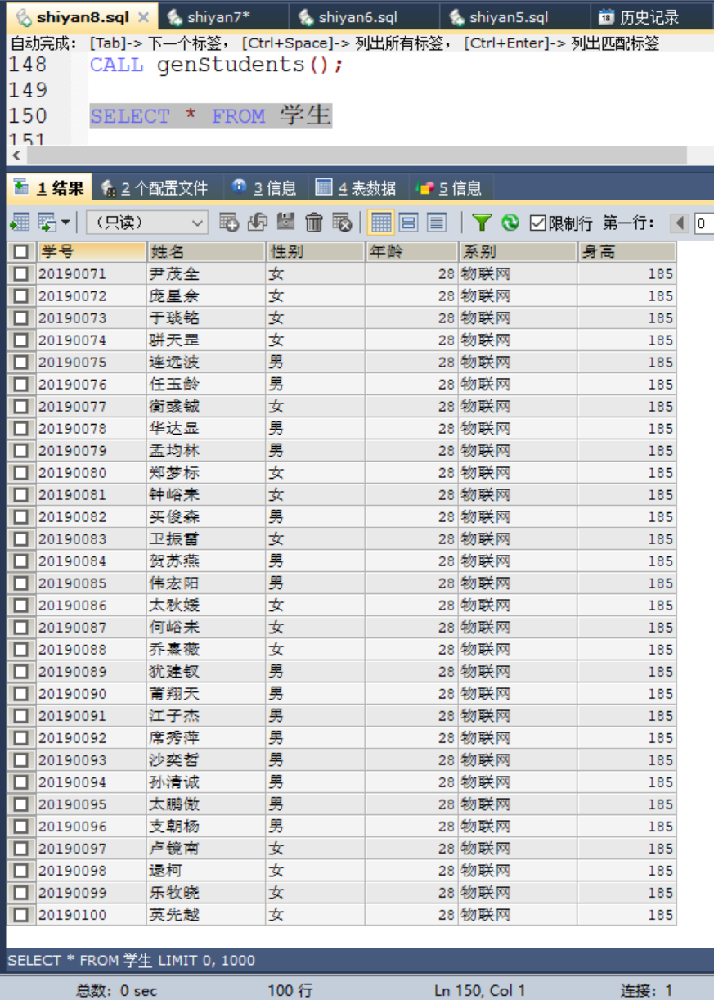 shiyan8.sql × shiyan7* shiyan6.sql shiyan5.sql 历史记录
自动完成： [Tab]-> 下一个标签， [Ctrl+Space]-> 列出所有标签， [Ctrl+Enter]-> 列出匹配标签
148 CALL genStudents();
149
150 SELECT * FROM 学生
151
1 结果 2 个配置文件 3 信息 4 表数据 5 信息
（只读） 限制行 第一行： 0
学号 姓名 性别 年龄 系别 身高
20190071 尹茂全 女 28 物联网 185
20190072 庞星余 女 28 物联网 185
20190073 于琰铭 女 28 物联网 185
20190074 骈天罡 女 28 物联网 185
20190075 连远波 男 28 物联网 185
20190076 任玉龄 男 28 物联网 185
20190077 衡彧铖 女 28 物联网 185
20190078 华达显 男 28 物联网 185
20190079 孟均林 男 28 物联网 185
20190080 郑梦标 女 28 物联网 185
20190081 钟峪耒 女 28 物联网 185
20190082 买俊森 男 28 物联网 185
20190083 卫振雷 女 28 物联网 185
20190084 贺苏燕 男 28 物联网 185
20190085 伟宏阳 男 28 物联网 185
20190086 太秋媛 女 28 物联网 185
20190087 何峪耒 女 28 物联网 185
20190088 乔熹薇 女 28 物联网 185
20190089 犹建钗 男 28 物联网 185
20190090 莆翔天 男 28 物联网 185
20190091 江子杰 男 28 物联网 185
20190092 席秀萍 男 28 物联网 185
20190093 沙奕哲 男 28 物联网 185
20190094 孙清诚 男 28 物联网 185
20190095 太鹏傲 男 28 物联网 185
20190096 支朝杨 男 28 物联网 185
20190097 卢镜南 女 28 物联网 185
20190098 逯柯 女 28 物联网 185
20190099 乐牧晓 女 28 物联网 185
20190100 英先越 女 28 物联网 185
SELECT * FROM 学生 LIMIT 0, 1000
总数: 0 sec 100 行 Ln 150, Col 1 连接: 1